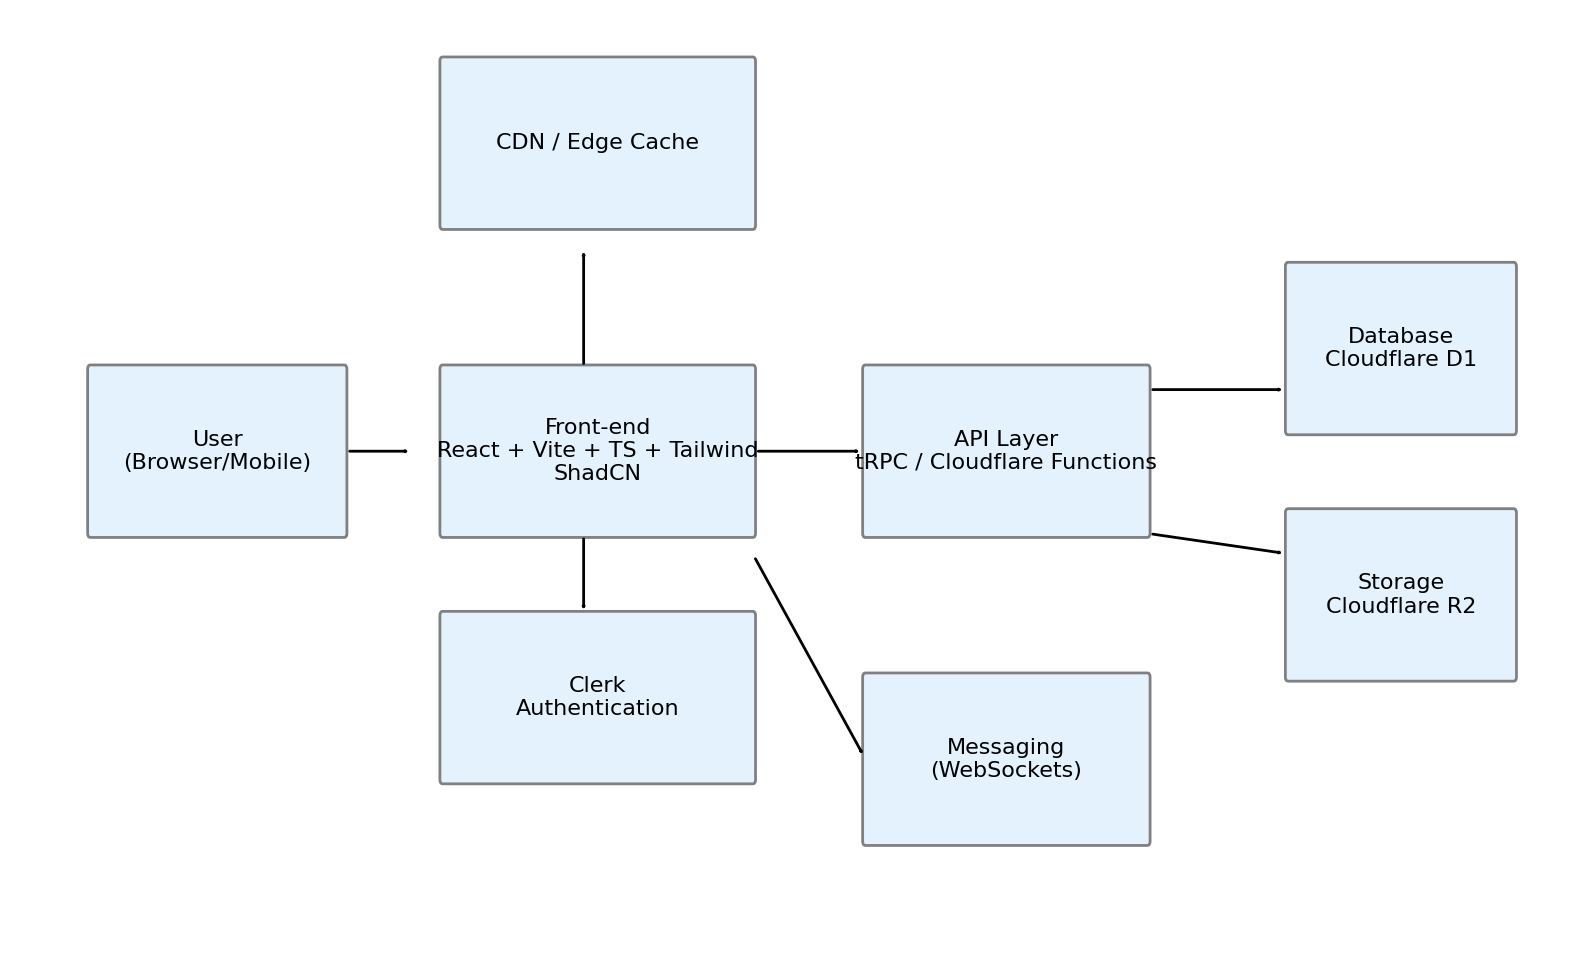 CDN / Edge Cache
User
(Browser/Mobile)
Front-end
React + Vite + TS + Tailwind
ShadCN
API Layer
tRPC / Cloudflare Functions
Database
Cloudflare D1
Storage
Cloudflare R2
Clerk
Authentication
Messaging
(WebSockets)